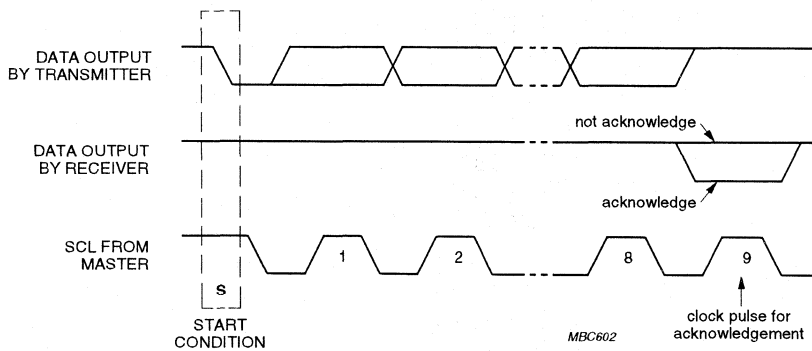 DATA OUTPUT
BY TRANSMITTER
not acknowledge
DATA OUTPUT
BY RECEIVER
acknowledge
SCL FROM
MASTER
1
2
8
9
S
START
CONDITION
MBC602
clock pulse for
acknowledgement